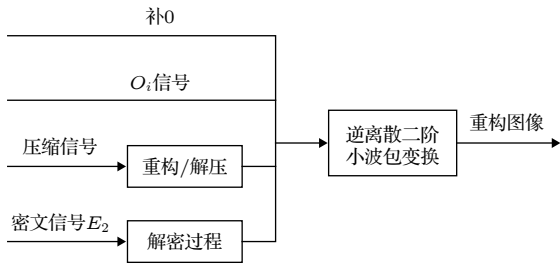 补0
O_i信号
压缩信号
重构/解压
密文信号E_2
解密过程
逆离散二阶
小波包变换
重构图像